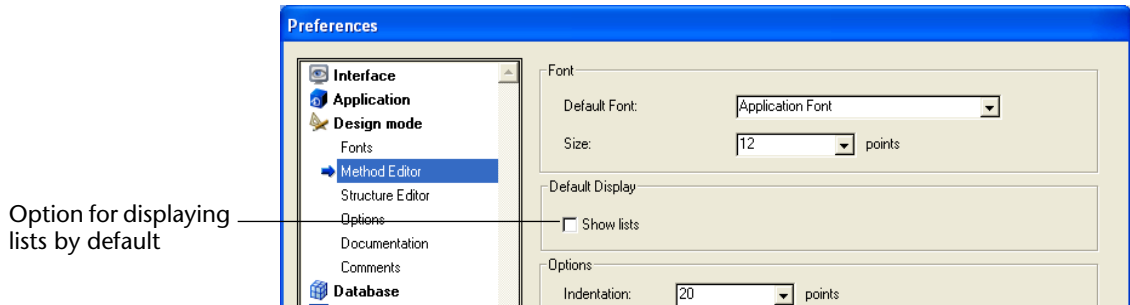 Preferences
Interface
Application
Design mode
Fonts
Method Editor
Structure Editor
Options
Documentation
Comments
Database
Font
Default Font: Application Font
Size: 12 points
Default Display
Show lists
Options
Indentation: 20 points
Option for displaying
lists by default